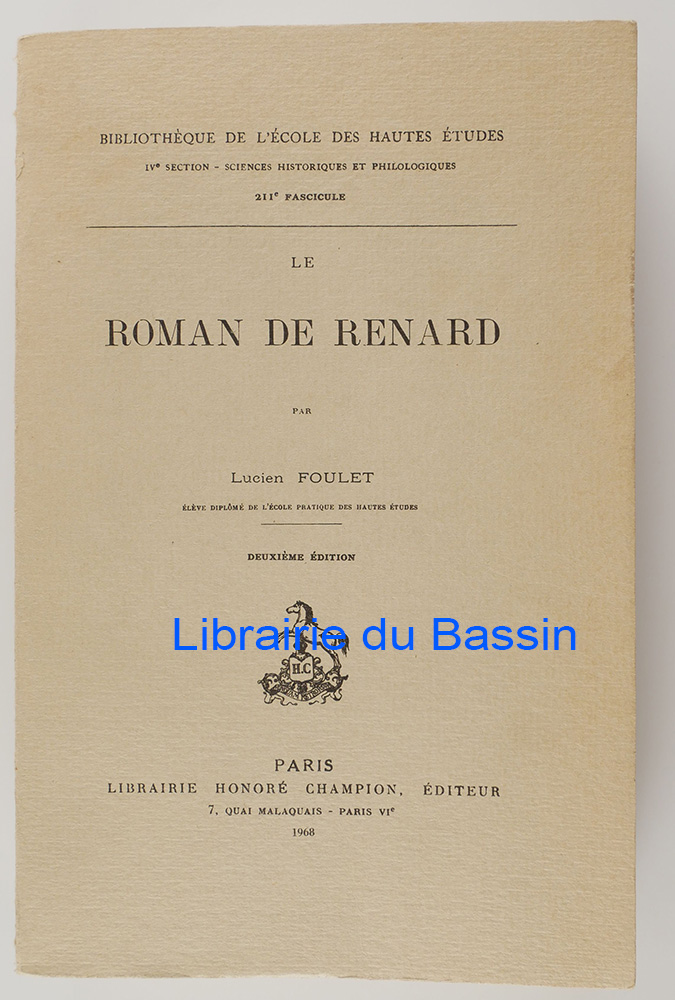 BIBLIOTHÈQUE DE L'ÉCOLE DES HAUTES ÉTUDES
IVᵉ SECTION – SCIENCES HISTORIQUES ET PHILOLOGIQUES
211ᵉ FASCICULE
LE
ROMAN DE RENARD
PAR
Lucien FOULET
ÉLÈVE DIPLÔMÉ DE L'ÉCOLE PRATIQUE DES HAUTES ÉTUDES
DEUXIÈME ÉDITION
Librairie du Bassin
H.C
PARIS
LIBRAIRIE HONORÉ CHAMPION, ÉDITEUR
7, QUAI MALAQUAIS – PARIS VIᵉ
1968